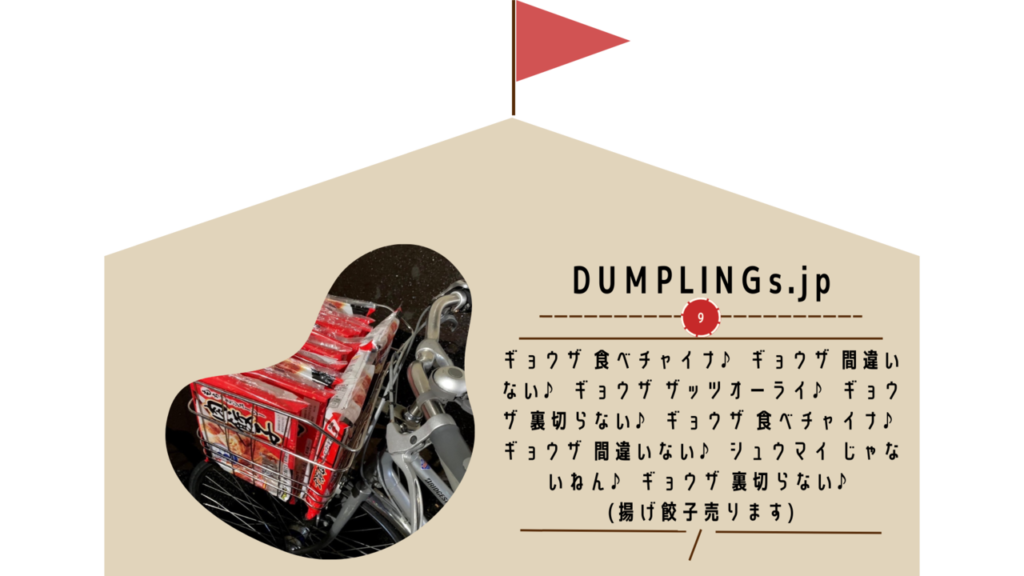 DUMPLINGs.jp
9
ギョウザ 食べチャイナ♪ ギョウザ 間違い
ない♪ ギョウザ ザッツオーライ♪ ギョウ
ザ 裏切らない♪ ギョウザ 食べチャイナ♪
ギョウザ 間違いない♪ シュウマイ じゃな
いねん♪ ギョウザ 裏切らない♪
(揚げ餃子売ります)